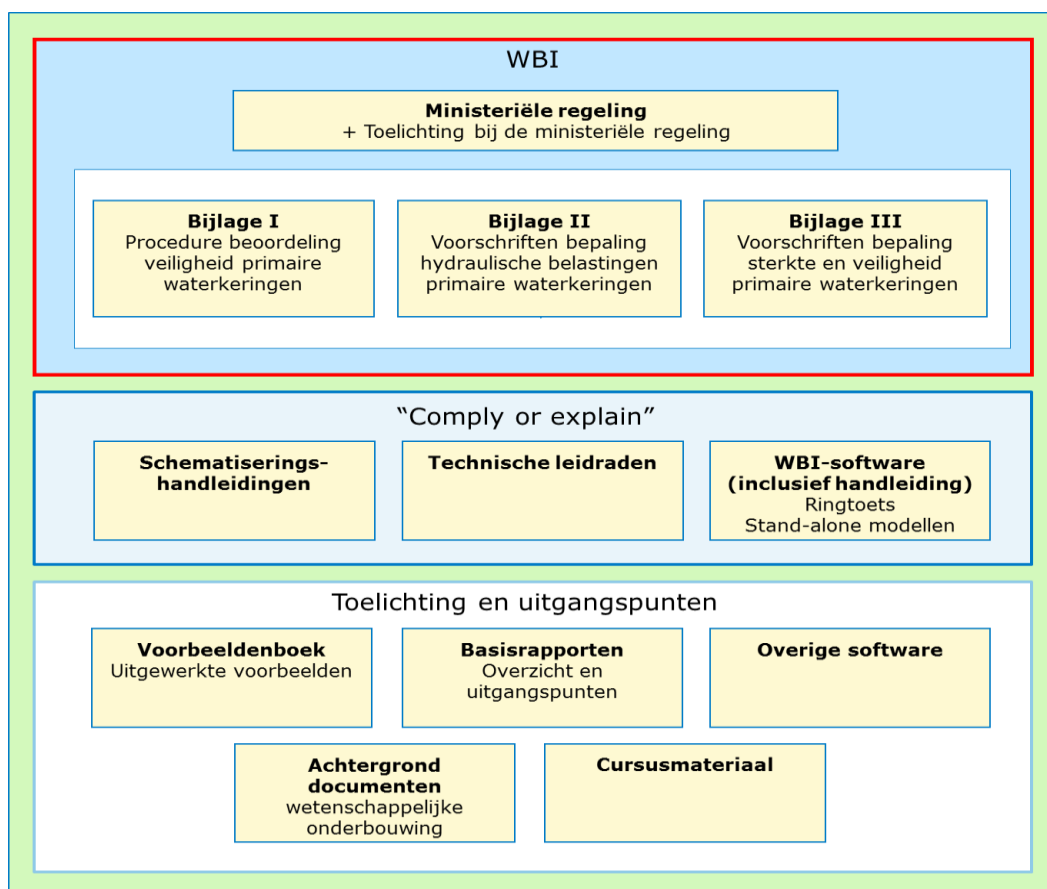 WBI
Ministeriële regeling
+ Toelichting bij de ministeriële regeling
Bijlage I
Procedure beoordeling
veiligheid primaire
waterkeringen
Bijlage II
Voorschriften bepaling
hydraulische belastingen
primaire waterkeringen
Bijlage III
Voorschriften bepaling
sterkte en veiligheid
primaire waterkeringen
“Comply or explain”
Schematiserings-
handleidingen
Technische leidraden
WBI-software
(inclusief handleiding)
Ringtoets
Stand-alone modellen
Toelichting en uitgangspunten
Voorbeeldenboek
Uitgewerkte voorbeelden
Basisrapporten
Overzicht en
uitgangspunten
Overige software
Achtergrond
documenten
wetenschappelijke
onderbouwing
Cursusmateriaal